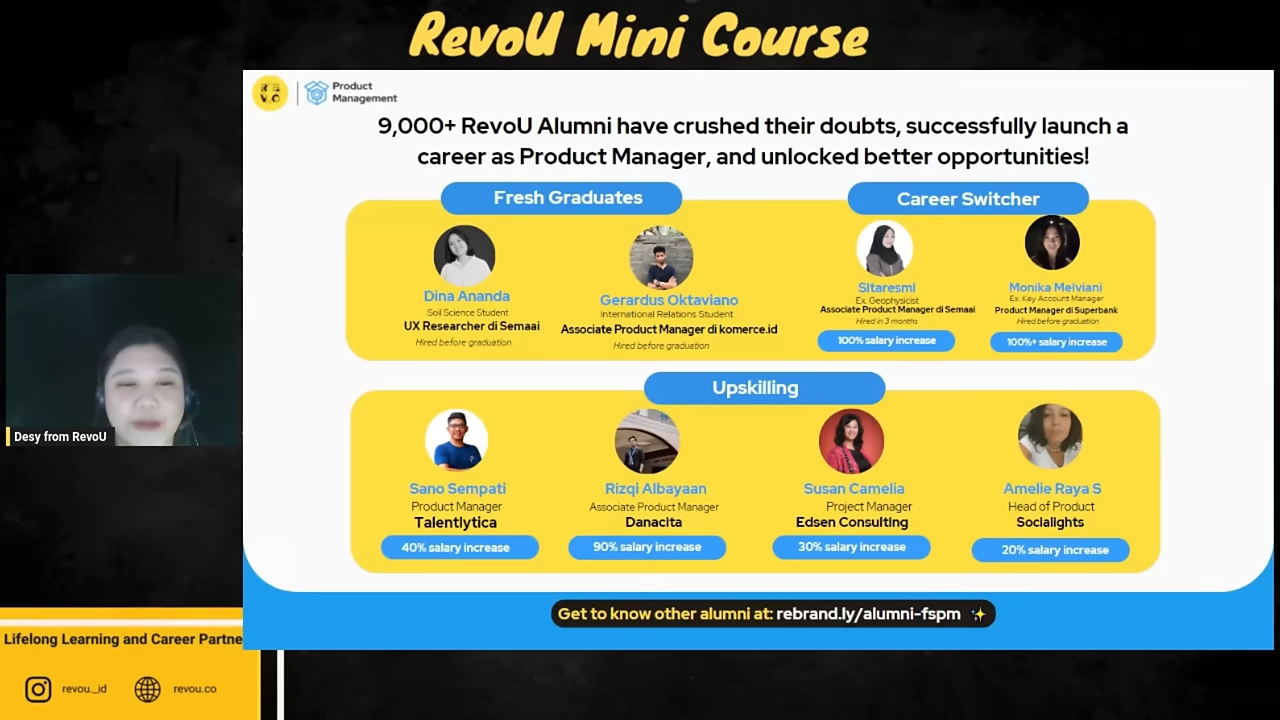 RevoU Mini Course
RE
V.O
Product
Management
9,000+ RevoU Alumni have crushed their doubts, successfully launch a
career as Product Manager, and unlocked better opportunities!
Fresh Graduates
Career Switcher
Dina Ananda
Soil Science Student
UX Researcher di Semaai
Hired before graduation
Gerardus Oktaviano
International Relations Student
Associate Product Manager di komerce.id
Hired before graduation
Sitaresmi
Ex. Geophysicist
Associate Product Manager di Semaai
Hired in 3 months
100% salary increase
Monika Melviani
Ex. Key Account Manager
Product Manager di Superbank
Hired before graduation
100%+ salary increase
Upskilling
Sano Sempati
Product Manager
Talentlytica
40% salary increase
Rizqi Albayaan
Associate Product Manager
Danacita
90% salary increase
Susan Camelia
Project Manager
Edsen Consulting
30% salary increase
Amelie Raya S
Head of Product
Socialights
20% salary increase
Get to know other alumni at: rebrand.ly/alumni-fspm
Desy from RevoU
Lifelong Learning and Career Partne
revou_id
revou.co